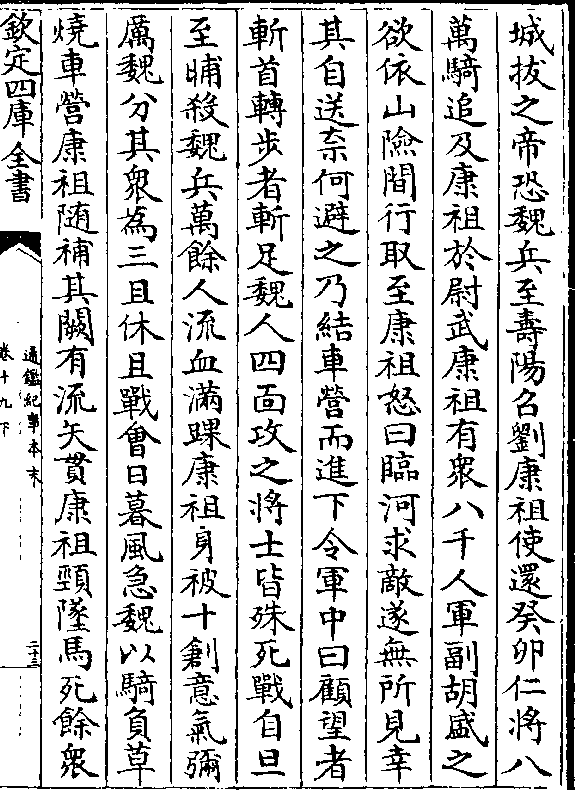 城拔之帝恐魏兵至壽陽召劉康祖使還癸卯仁將八
萬騎追及康祖於尉武康祖有衆八千人軍副胡盛之
欲依山險間行取至康祖怒曰臨河求敵遂無所見幸
其自送奈何避之乃結車營而進下令軍中曰顧望者
斬首轉步者斬足魏人四面攻之將士皆殊死戰自旦
至晡殺魏兵萬餘人流血滿踝康祖身被十創意氣彌
厲魏分其衆為三且休且戰㑹日暮風急魏以騎負草
燒車營康祖随補其闕有流矢貫康祖頸墜馬死餘衆
欽定四庫全書
通鑑紀事本末
卷十九下
二十三